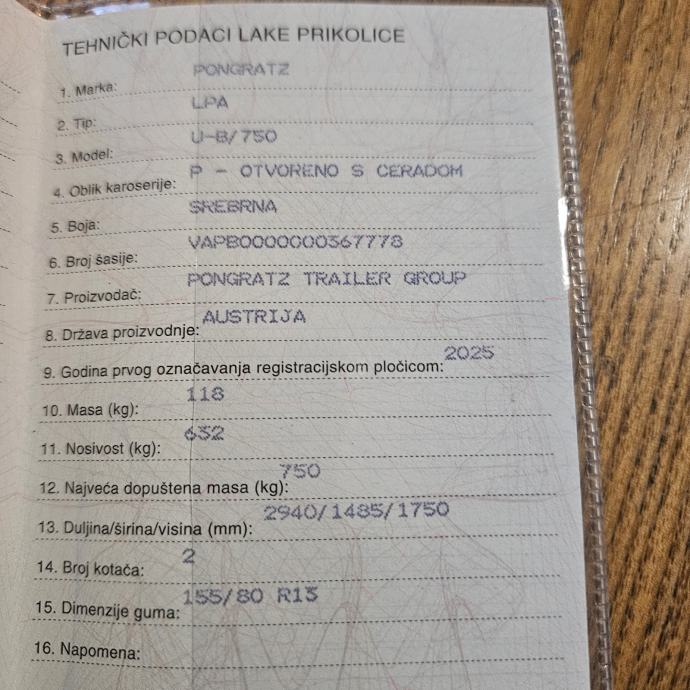 TEHNIČKI PODACI LAKE PRIKOLICE
1. Marka: PONGRATZ
2. Tip: LPA
3. Model: U-B/750
4. Oblik karoserije: P - OTVORENO S CERADOM
5. Boja: SREBRNA
6. Broj šasije: VAPB0000000367778
7. Proizvođač: PONGRATZ TRAILER GROUP
8. Država proizvodnje: AUSTRIJA
9. Godina prvog označavanja registracijskom pločicom: 2025
10. Masa (kg): 118
11. Nosivost (kg): 632
12. Najveća dopuštena masa (kg): 750
13. Duljina/širina/visina (mm): 2940/1485/1750
14. Broj kotača: 2
15. Dimenzije guma: 155/80 R13
16. Napomena: